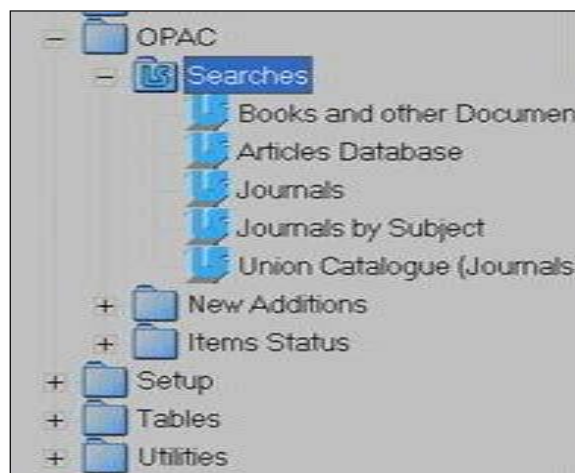 OPAC
Searches
Books and other Documen
Articles Database
Journals
Journals by Subject
Union Catalogue (Journals
New Additions
Items Status
Setup
Tables
Utilities